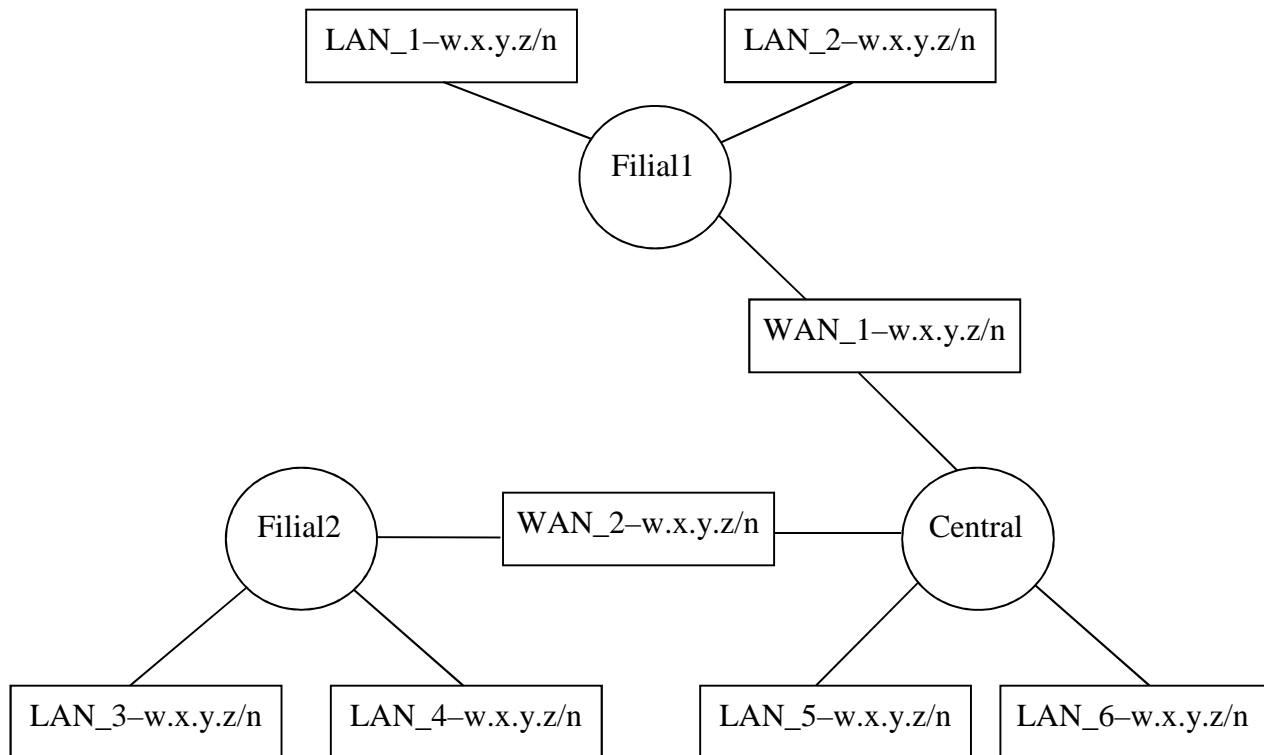 LAN_1–w.x.y.z/n
LAN_2–w.x.y.z/n
Filial1
WAN_1–w.x.y.z/n
Filial2
WAN_2–w.x.y.z/n
Central
LAN_3–w.x.y.z/n
LAN_4–w.x.y.z/n
LAN_5–w.x.y.z/n
LAN_6–w.x.y.z/n